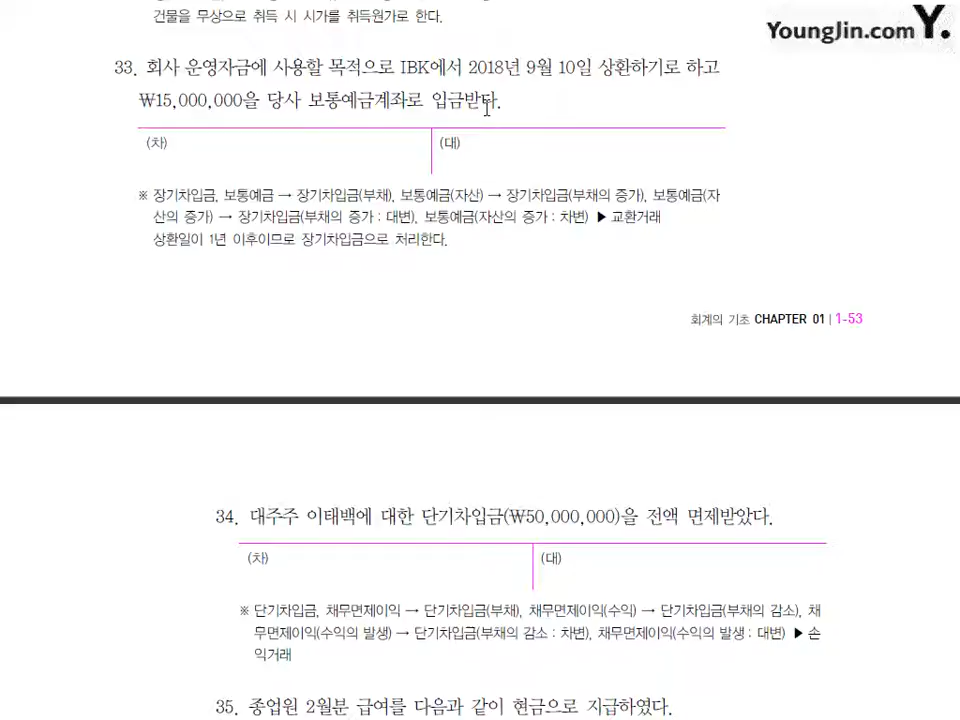 건물을 무상으로 취득 시 시가를 취득원가로 한다.
YoungJin.com Y.
33. 회사 운영자금에 사용할 목적으로 IBK에서 2018년 9월 10일 상환하기로 하고
₩15,000,000을 당사 보통예금계좌로 입금받다.
(차) (대)
※ 장기차입금, 보통예금 → 장기차입금(부채), 보통예금(자산) → 장기차입금(부채의 증가), 보통예금(자
산의 증가) → 장기차입금(부채의 증가 : 대변), 보통예금(자산의 증가 : 차변) ▶ 교환거래
상환일이 1년 이후이므로 장기차입금으로 처리한다.
회계의 기초 CHAPTER 01 | 1-53
34. 대주주 이태백에 대한 단기차입금(₩50,000,000)을 전액 면제받았다.
(차) (대)
※ 단기차입금, 채무면제이익 → 단기차입금(부채), 채무면제이익(수익) → 단기차입금(부채의 감소), 채
무면제이익(수익의 발생) → 단기차입금(부채의 감소 : 차변), 채무면제이익(수익의 발생 : 대변) ▶ 손
익거래
35. 종업원 2월분 급여를 다음과 같이 현금으로 지급하였다.